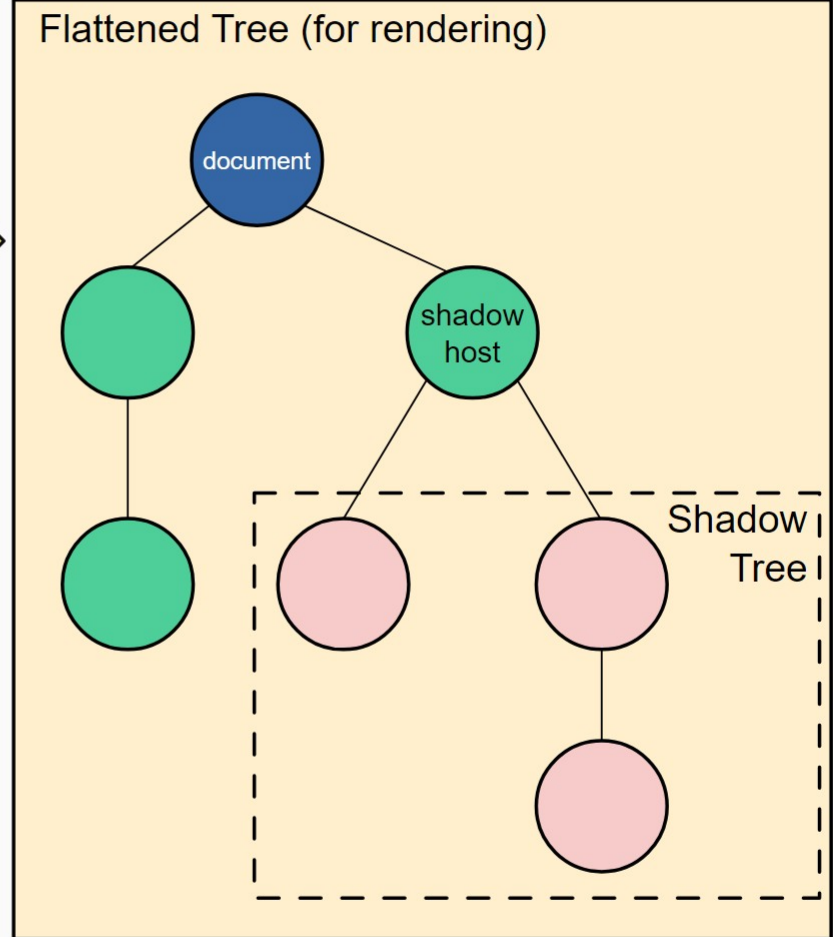 Flattened Tree (for rendering)
document
shadow
host
Shadow
Tree